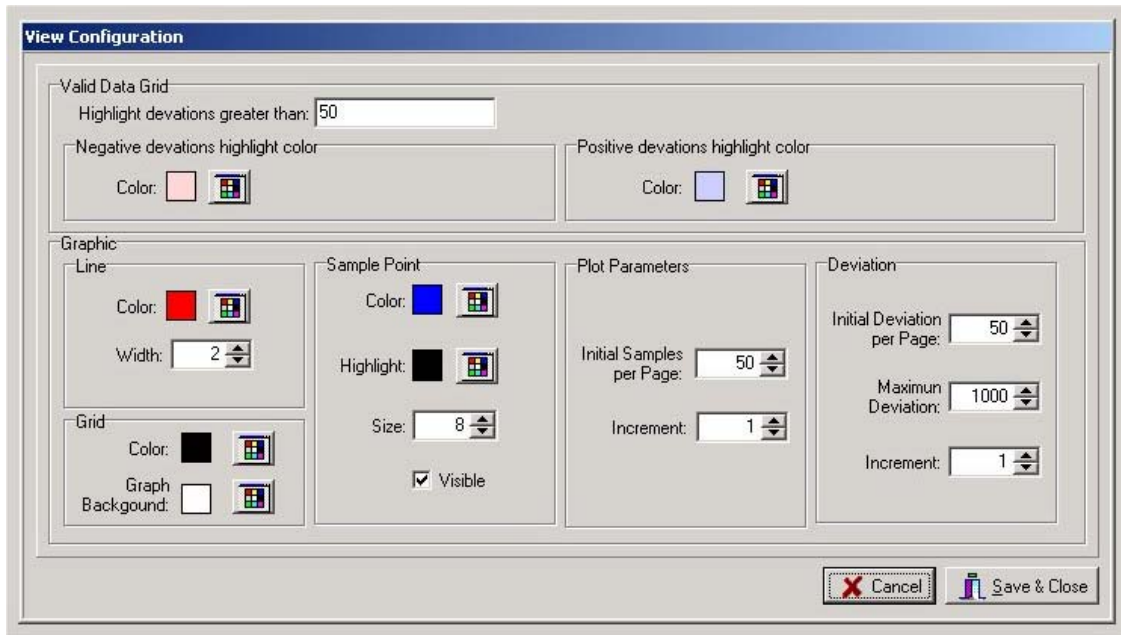 View Configuration
Valid Data Grid
Highlight devations greater than: 50
Negative devations highlight color
Color:
Positive devations highlight color
Color:
Graphic
Line
Color:
Width: 2
Grid
Color:
Graph
Backgound:
Sample Point
Color:
Highlight:
Size: 8
Visible
Plot Parameters
Initial Samples
per Page: 50
Increment: 1
Deviation
Initial Deviation
per Page: 50
Maximun
Deviation: 1000
Increment: 1
Cancel
Save & Close